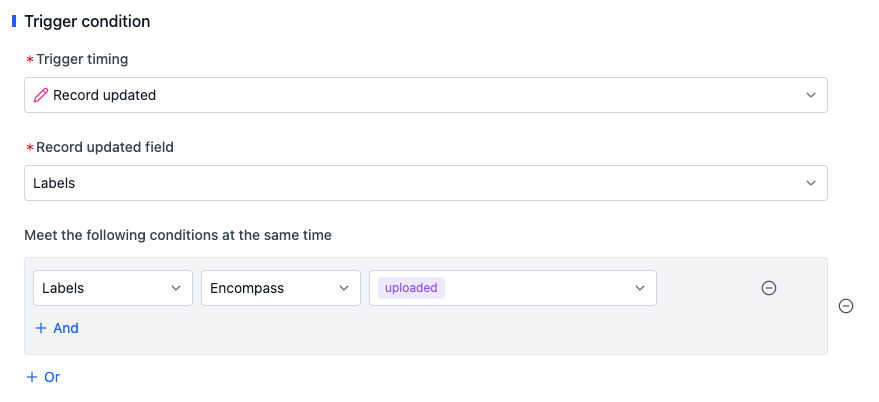 Trigger condition
*Trigger timing
Record updated
*Record updated field
Labels
Meet the following conditions at the same time
Labels Encompass uploaded
+ And
+ Or